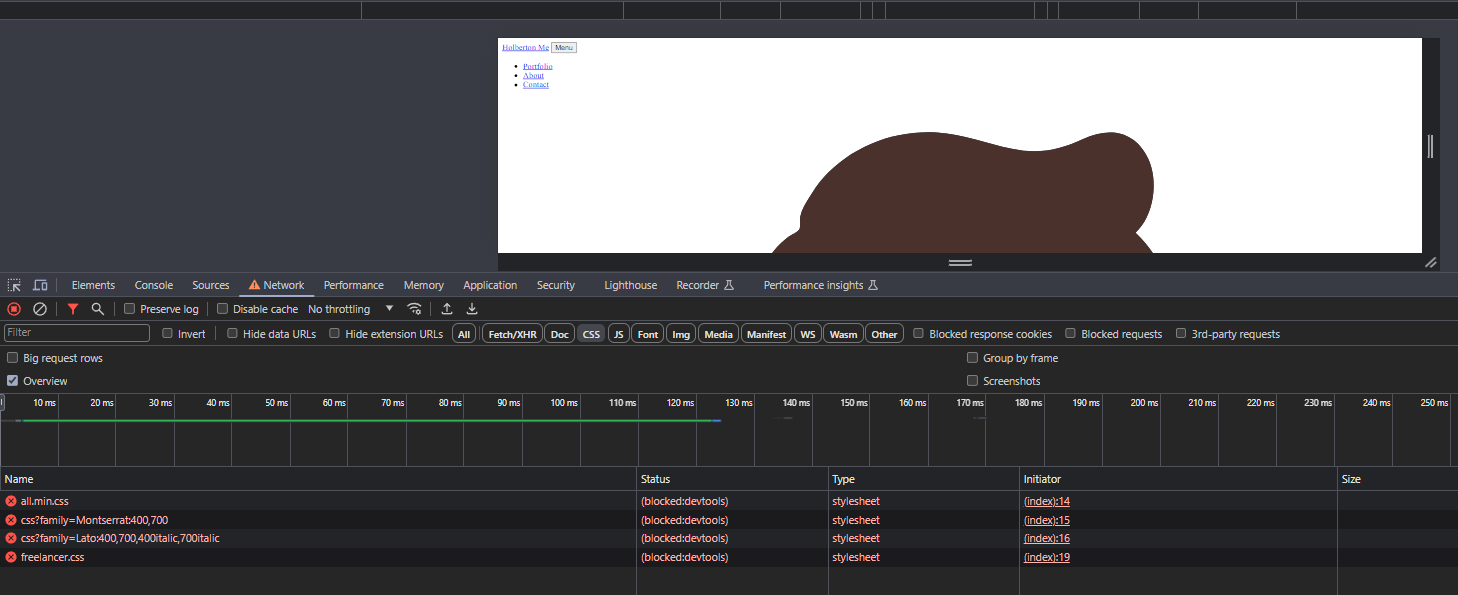 Holberton Me Menu
Portfolio
About
Contact
Elements Console Sources Network Performance Memory Application Security Lighthouse Recorder Performance insights
Preserve log Disable cache No throttling
Filter Invert Hide data URLs Hide extension URLs All Fetch/XHR Doc CSS JS Font Img Media Manifest WS Wasm Other Blocked response cookies Blocked requests 3rd-party requests
Big request rows Group by frame
Overview Screenshots
10 ms 20 ms 30 ms 40 ms 50 ms 60 ms 70 ms 80 ms 90 ms 100 ms 110 ms 120 ms 130 ms 140 ms 150 ms 160 ms 170 ms 180 ms 190 ms 200 ms 210 ms 220 ms 230 ms 240 ms 250 ms
Name Status Type Initiator Size
all.min.css (blocked:devtools) stylesheet (index):14
css?family=Montserrat:400,700 (blocked:devtools) stylesheet (index):15
css?family=Lato:400,700,400italic,700italic (blocked:devtools) stylesheet (index):16
freelancer.css (blocked:devtools) stylesheet (index):19